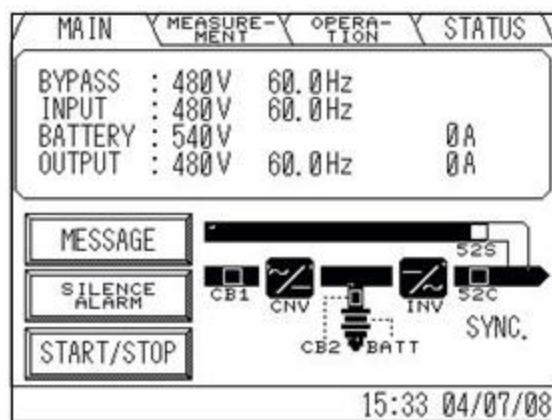 MAIN
MEASURE-
MENT
OPERA-
TION
STATUS
BYPASS : 480V 60.0Hz
INPUT : 480V 60.0Hz
BATTERY : 540V 0A
OUTPUT : 480V 60.0Hz 0A
MESSAGE
52S
SILENCE
ALARM
CB1
CNV
INV
52C
START/STOP
CB2
BATT
SYNC.
15:33 04/07/08